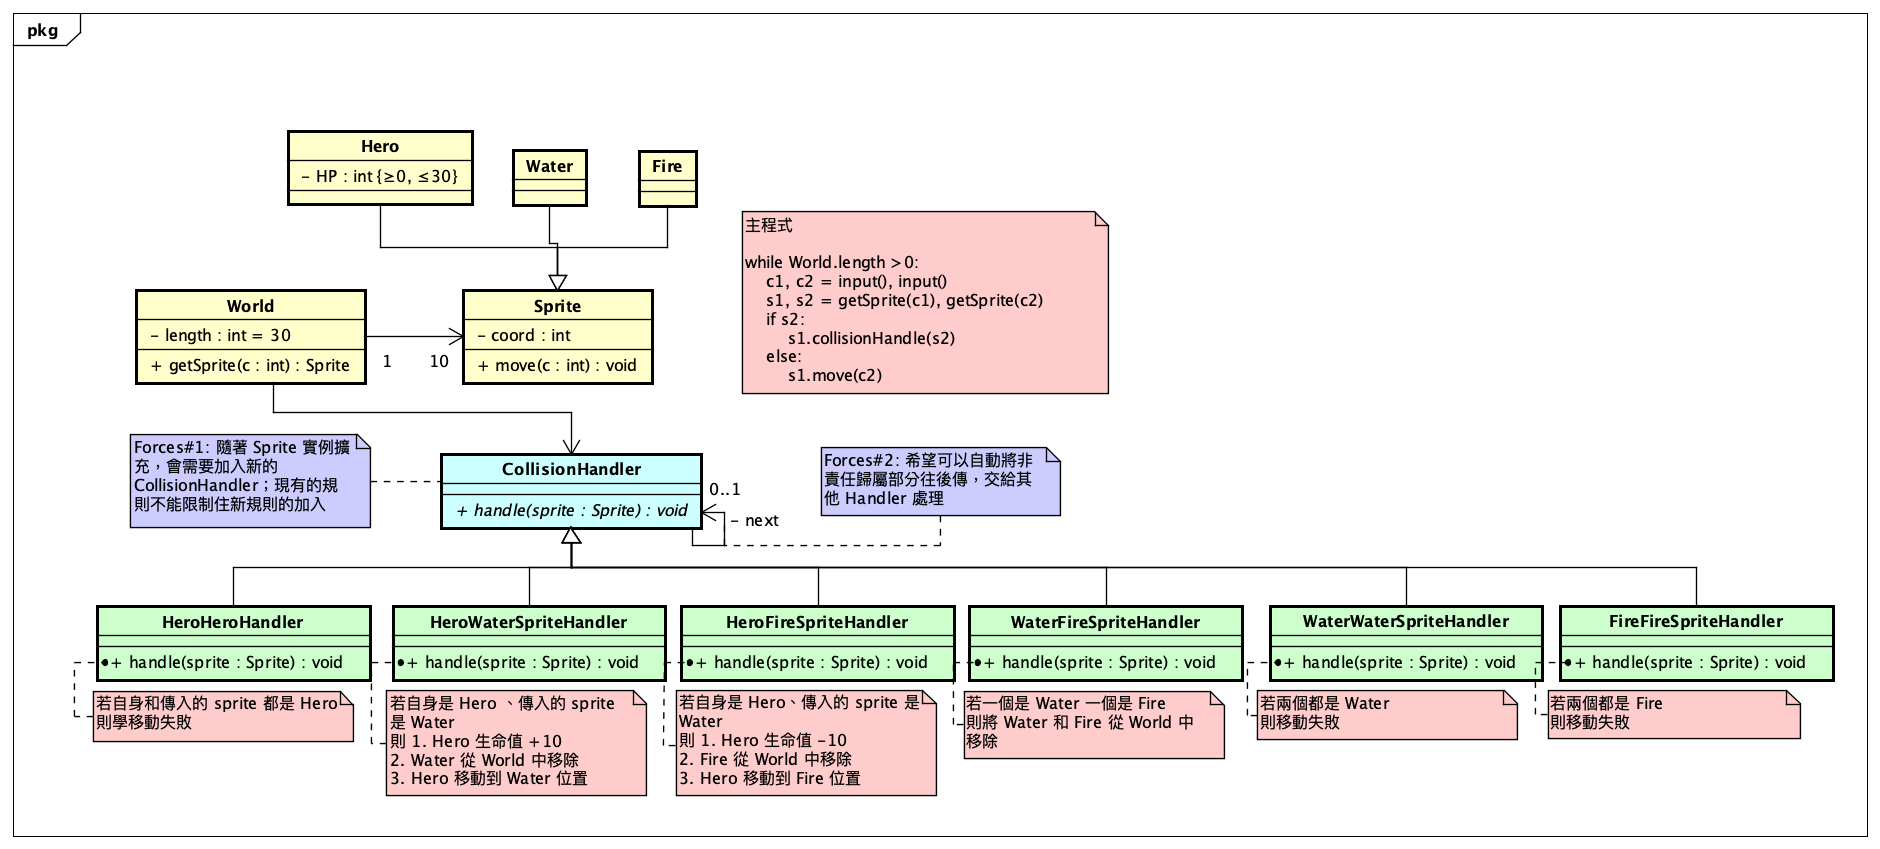 pkg
Hero
- HP : int {≥0, ≤30}
Water
Fire
主程式
while World.length > 0:
c1, c2 = input(), input()
s1, s2 = getSprite(c1), getSprite(c2)
if s2:
s1.collisionHandle(s2)
else:
s1.move(c2)
World
- length : int = 30
+ getSprite(c : int) : Sprite
1
10
Sprite
- coord : int
+ move(c : int) : void
Forces#1: 隨著 Sprite 實例擴
充，會需要加入新的
CollisionHandler；現有的規
則不能限制住新規則的加入
CollisionHandler
+ handle(sprite : Sprite) : void
0..1
- next
Forces#2: 希望可以自動將非
責任歸屬部分往後傳，交給其
他 Handler 處理
HeroHeroHandler
+ handle(sprite : Sprite) : void
若自身和傳入的 sprite 都是 Hero
則學移動失敗
HeroWaterSpriteHandler
+ handle(sprite : Sprite) : void
若自身是 Hero 、傳入的 sprite
是 Water
則 1. Hero 生命值 +10
2. Water 從 World 中移除
3. Hero 移動到 Water 位置
HeroFireSpriteHandler
+ handle(sprite : Sprite) : void
若自身是 Hero、傳入的 sprite 是
Water
則 1. Hero 生命值 -10
2. Fire 從 World 中移除
3. Hero 移動到 Fire 位置
WaterFireSpriteHandler
+ handle(sprite : Sprite) : void
若一個是 Water 一個是 Fire
則將 Water 和 Fire 從 World 中
移除
WaterWaterSpriteHandler
+ handle(sprite : Sprite) : void
若兩個都是 Water
則移動失敗
FireFireSpriteHandler
+ handle(sprite : Sprite) : void
若兩個都是 Fire
則移動失敗